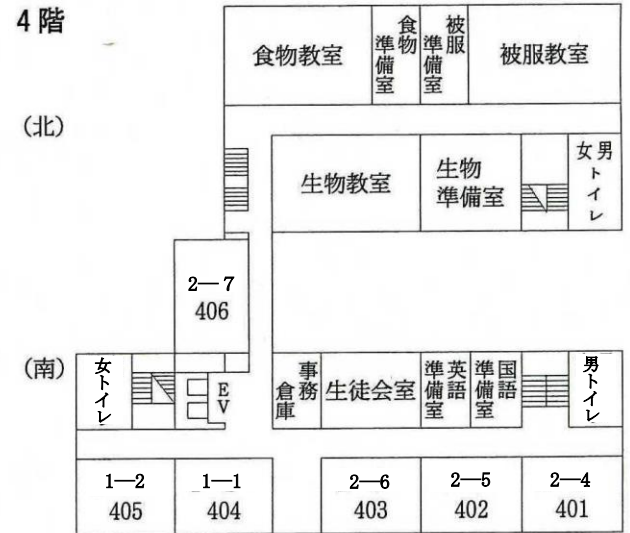 4階
食物教室
食物準備室
被服準備室
被服教室
(北)
生物教室
生物
準備室
女男トイレ
2—7
406
(南)
女トイレ
EV
事務倉庫
生徒会室
英語準備室
国語準備室
男トイレ
1—2
405
1—1
404
2—6
403
2—5
402
2—4
401